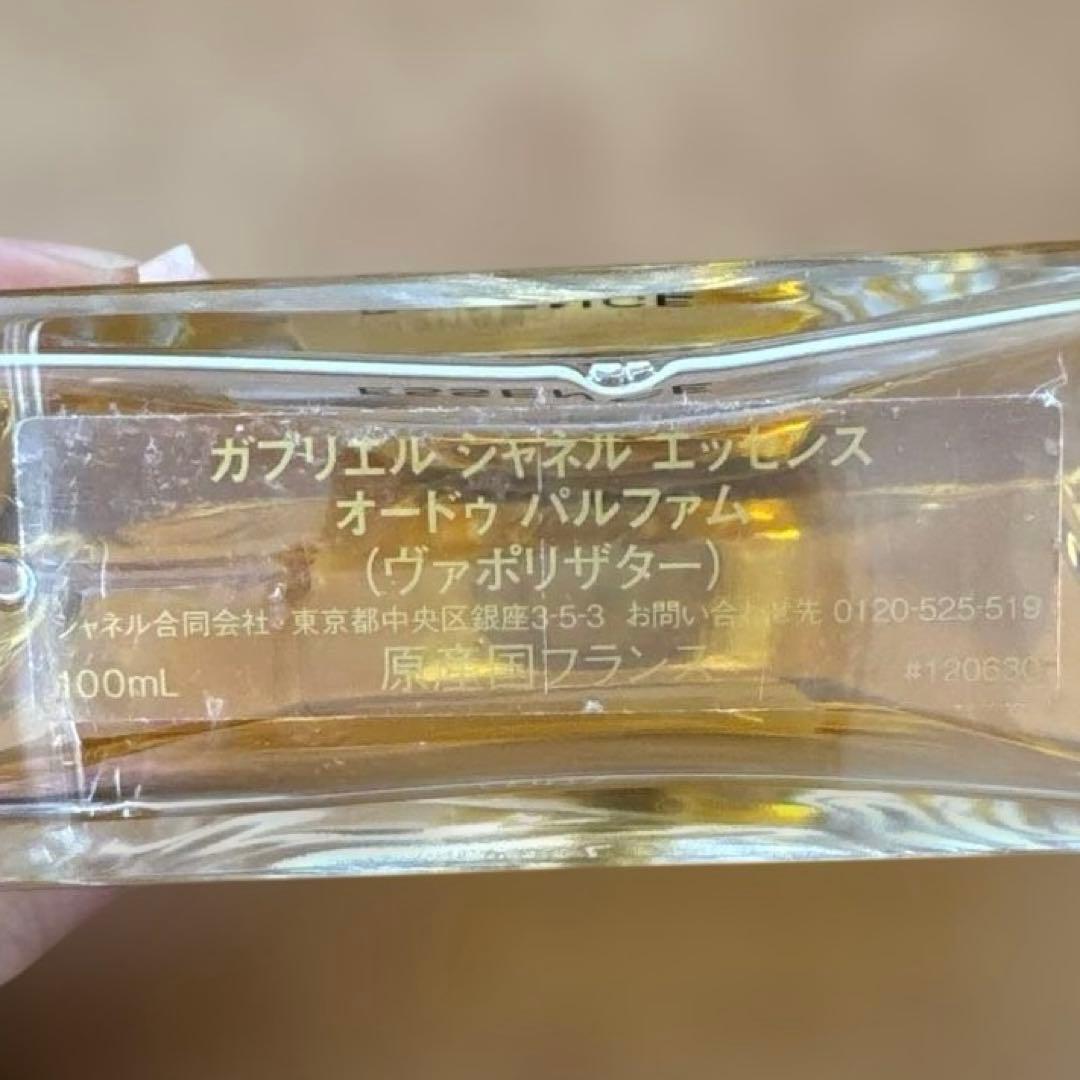 ガブリエル シャネル エッセンス
オードゥ パルファム
(ヴァポリザター)
シャネル合同会社 東京都中央区銀座3-5-3 お問い合わせ先 0120-525-519
100mL 原産国フランス